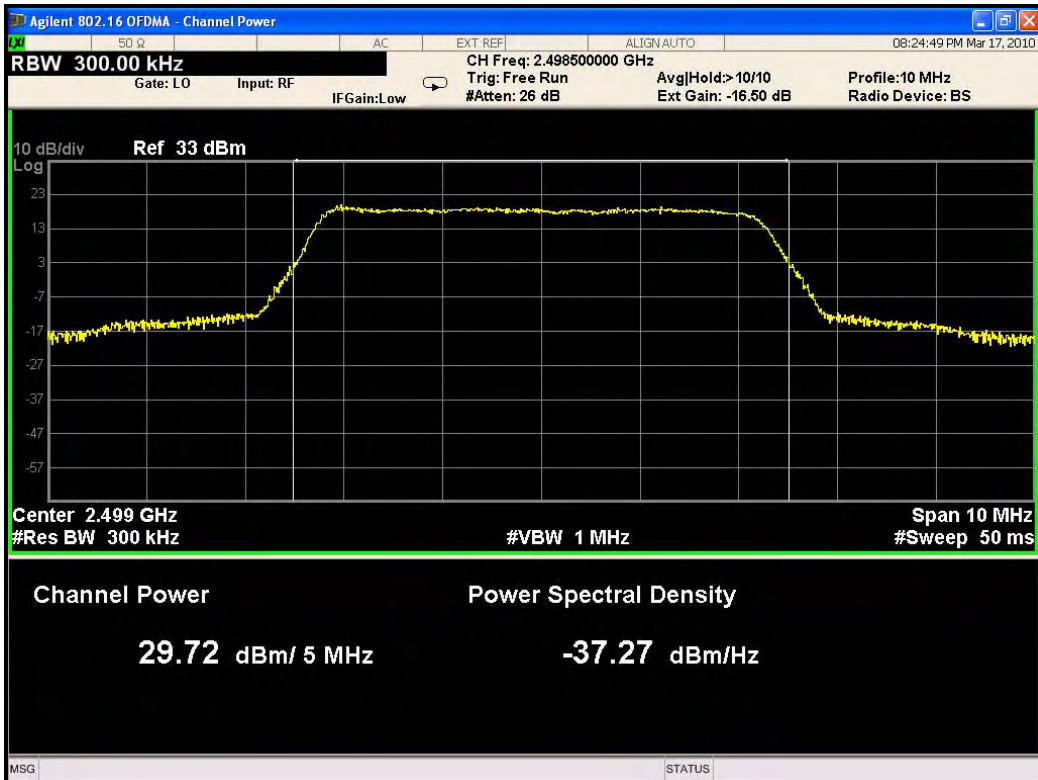 Agilent 802.16 OFDMA - Channel Power
LXI 50 Ω AC EXT REF ALIGN AUTO 08:24:49 PM Mar 17, 2010
RBW 300.00 kHz CH Freq: 2.498500000 GHz
Gate: LO Input: RF Trig: Free Run Avg|Hold:>10/10 Profile:10 MHz
IFGain:Low #Atten: 26 dB Ext Gain: -16.50 dB Radio Device: BS
10 dB/div Ref 33 dBm
Log
23
13
3
-7
-17
-27
-37
-47
-57
Center 2.499 GHz Span 10 MHz
#Res BW 300 kHz #VBW 1 MHz #Sweep 50 ms
Channel Power Power Spectral Density
29.72 dBm/ 5 MHz -37.27 dBm/Hz
MSG STATUS